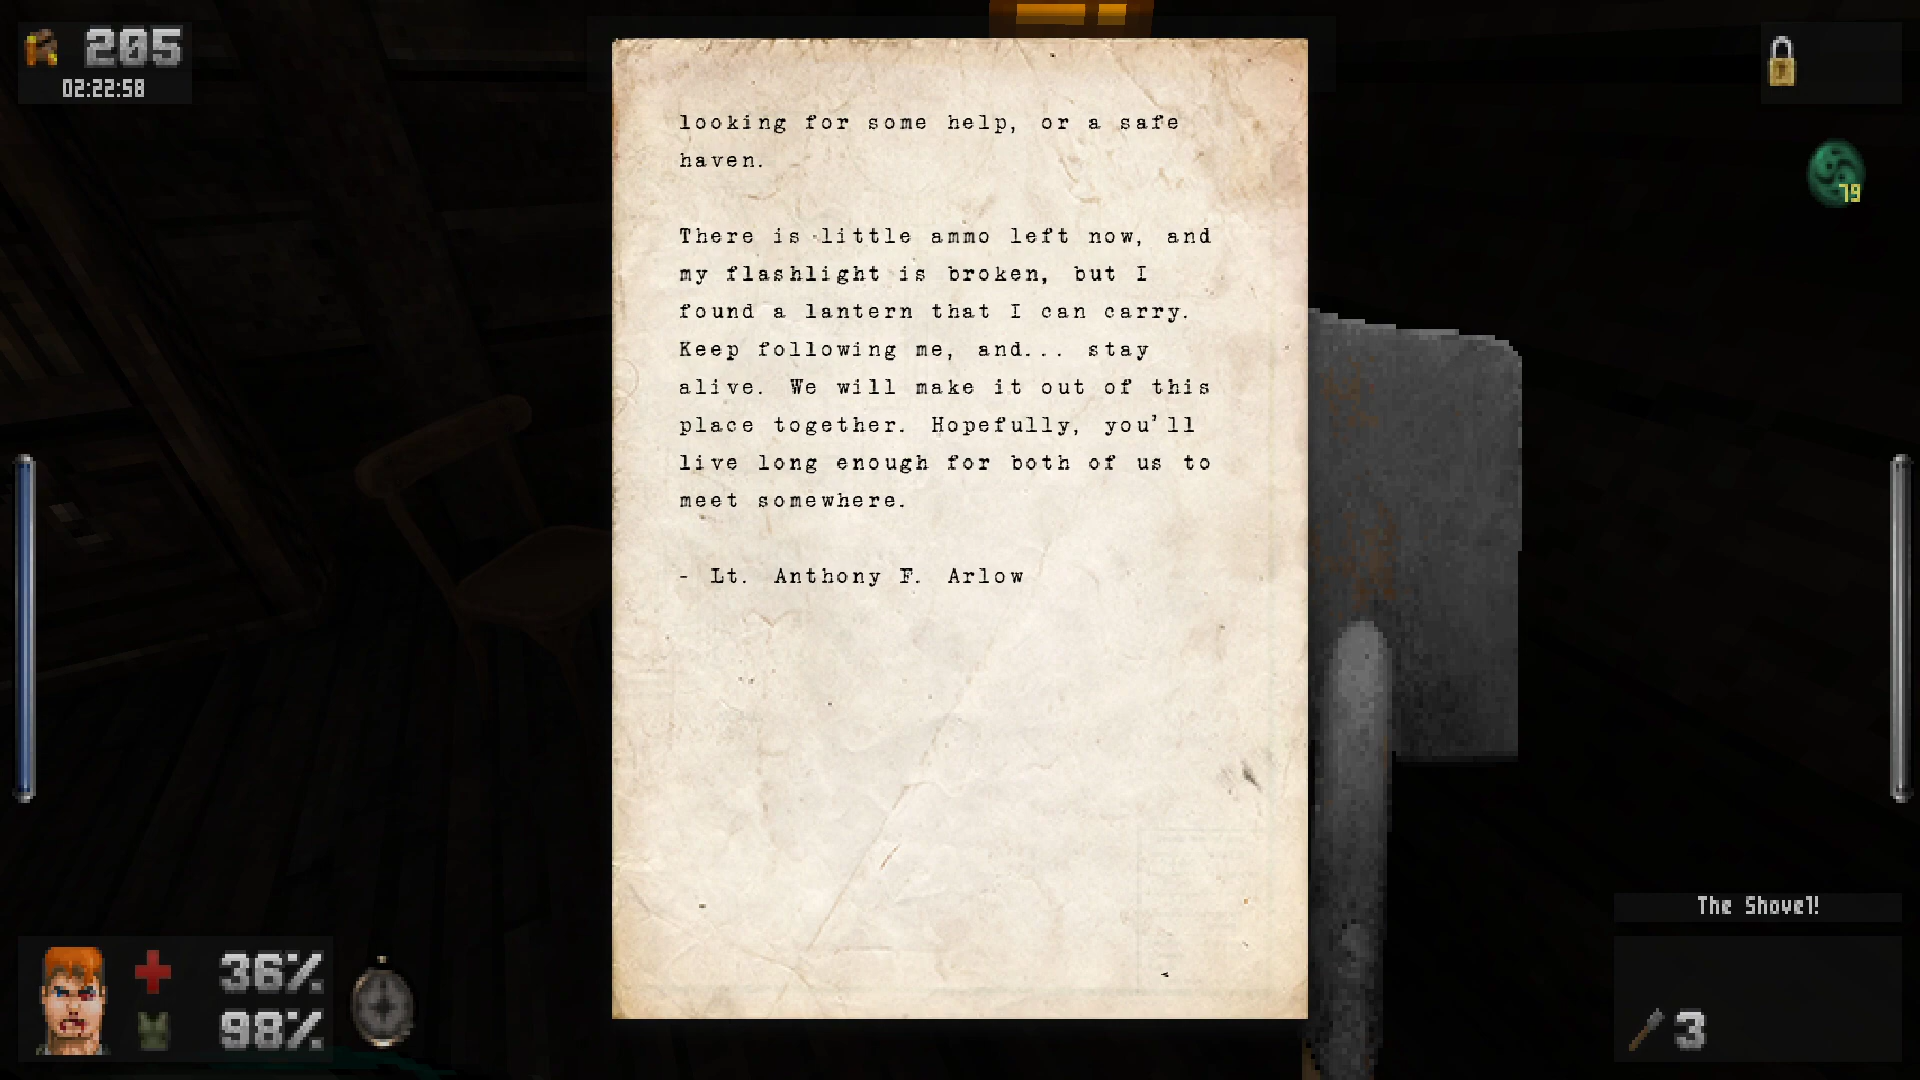 205
02:22:58
looking for some help, or a safe
haven.
There is little ammo left now, and
my flashlight is broken, but I
found a lantern that I can carry.
Keep following me, and... stay
alive. We will make it out of this
place together. Hopefully, you'll
live long enough for both of us to
meet somewhere.
- Lt. Anthony F. Arlow
79
36%
98%
The Shovel!
3